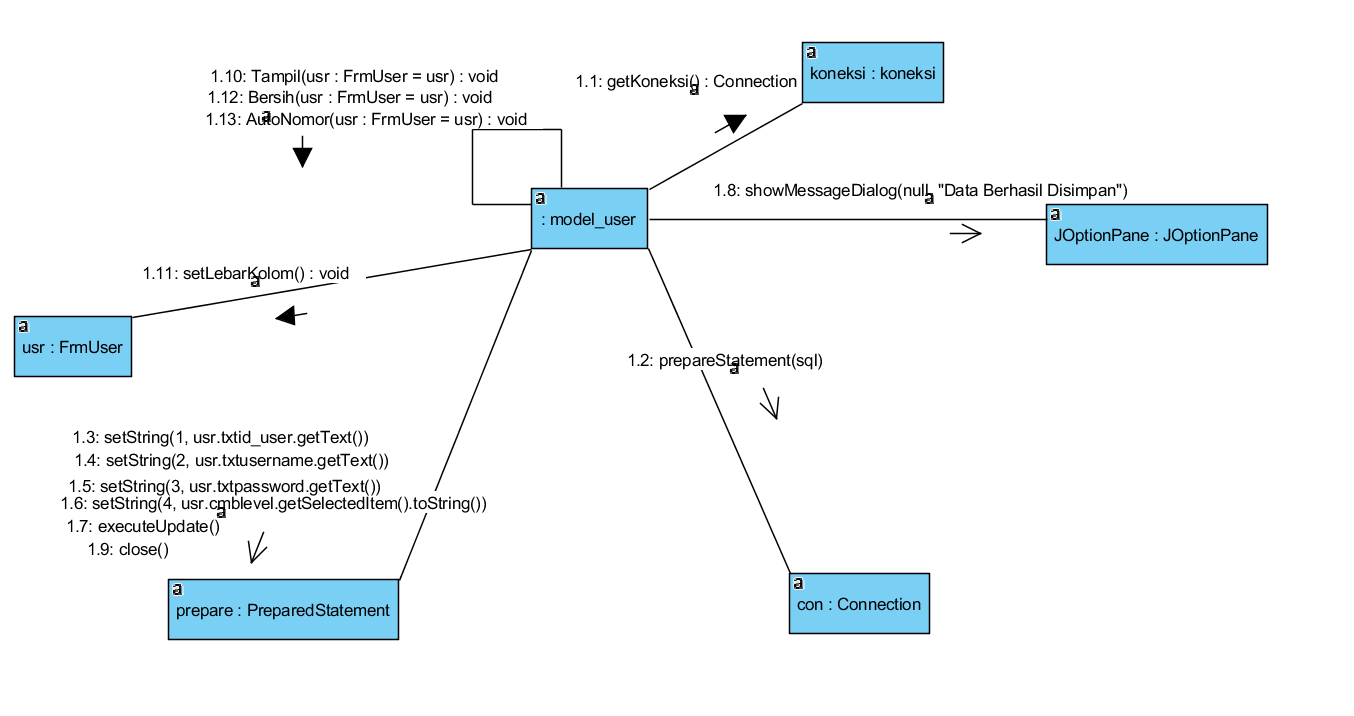 1.10: Tampil(usr : FrmUser = usr) : void
1.12: Bersih(usr : FrmUser = usr) : void
1.13: AutoNomor(usr : FrmUser = usr) : void
1.1: getKoneksi() : Connection
a
koneksi : koneksi
a
: model_user
1.8: showMessageDialog(null, "Data Berhasil Disimpan")
a
JOptionPane : JOptionPane
1.11: setLebarKolom() : void
a
usr : FrmUser
1.2: prepareStatement(sql)
1.3: setString(1, usr.txtid_user.getText())
1.4: setString(2, usr.txtusername.getText())
1.5: setString(3, usr.txtpassword.getText())
1.6: setString(4, usr.cmblevel.getSelectedItem().toString())
1.7: executeUpdate()
1.9: close()
a
prepare : PreparedStatement
a
con : Connection